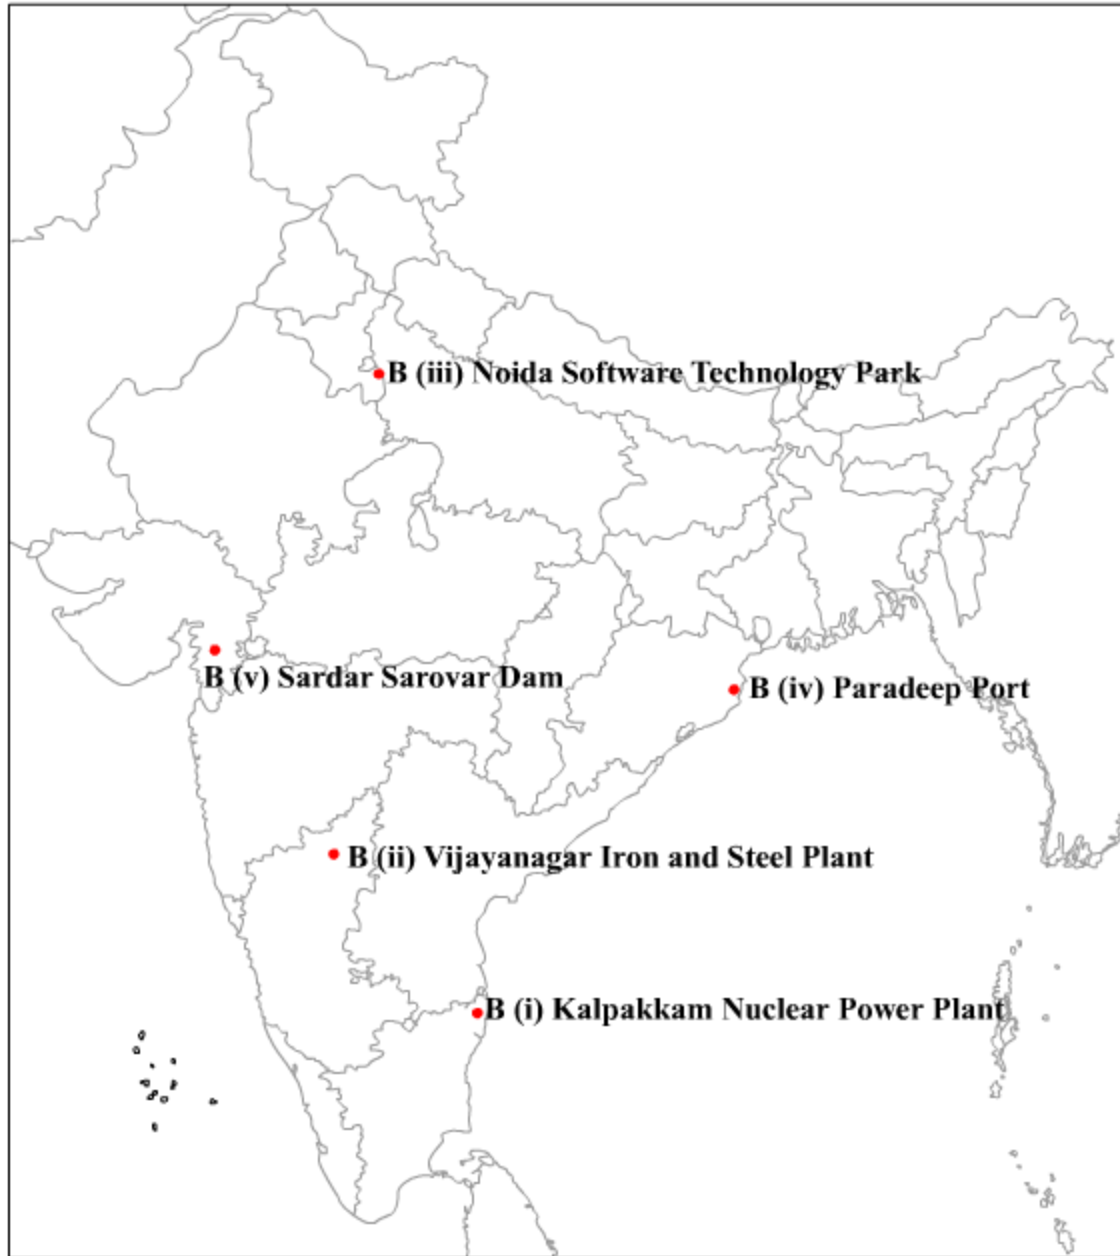 B (iii) Noida Software Technology Park
B (v) Sardar Sarovar Dam
B (iv) Paradeep Port
B (ii) Vijayanagar Iron and Steel Plant
B (i) Kalpakkam Nuclear Power Plant